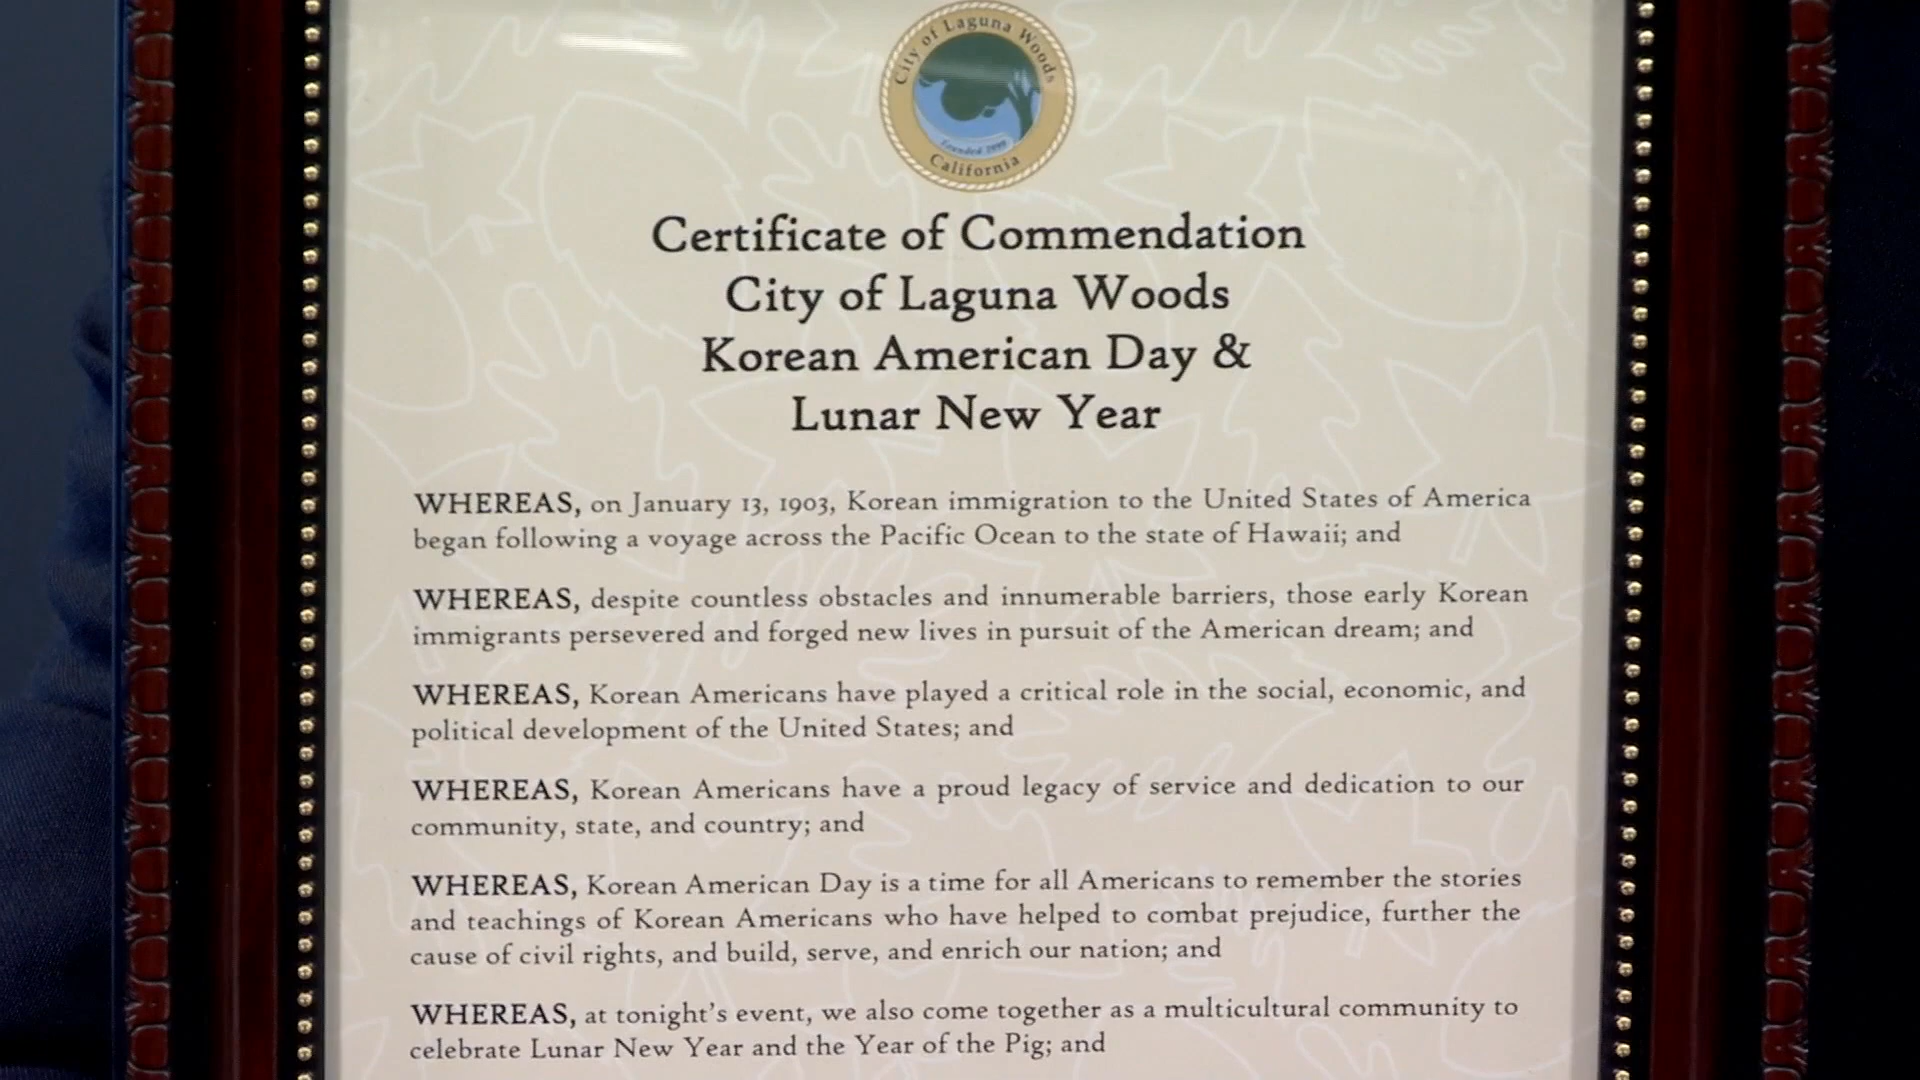 City of Laguna Woods
Founded 1999
California
Certificate of Commendation
City of Laguna Woods
Korean American Day &
Lunar New Year
WHEREAS, on January 13, 1903, Korean immigration to the United States of America
began following a voyage across the Pacific Ocean to the state of Hawaii; and
WHEREAS, despite countless obstacles and innumerable barriers, those early Korean
immigrants persevered and forged new lives in pursuit of the American dream; and
WHEREAS, Korean Americans have played a critical role in the social, economic, and
political development of the United States; and
WHEREAS, Korean Americans have a proud legacy of service and dedication to our
community, state, and country; and
WHEREAS, Korean American Day is a time for all Americans to remember the stories
and teachings of Korean Americans who have helped to combat prejudice, further the
cause of civil rights, and build, serve, and enrich our nation; and
WHEREAS, at tonight's event, we also come together as a multicultural community to
celebrate Lunar New Year and the Year of the Pig; and